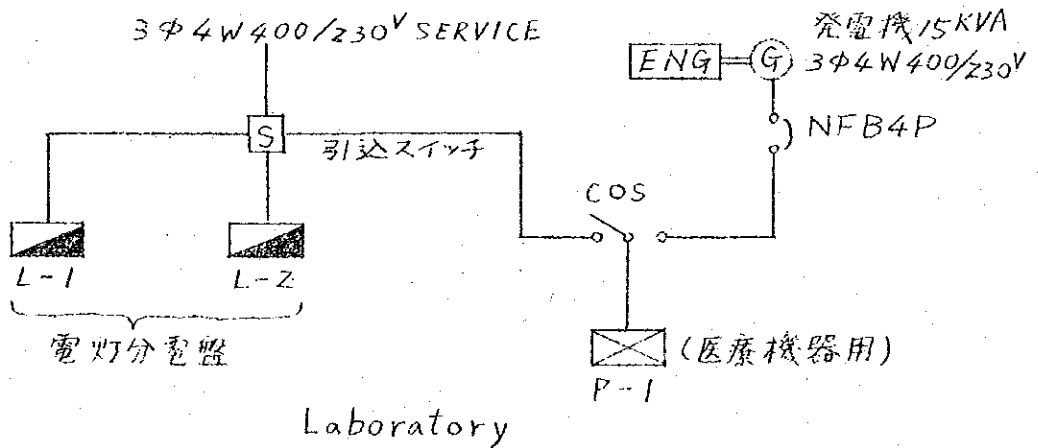 3Φ4W400/230V SERVICE
発電機15KVA
3Φ4W400/230V
ENG
G
NFB4P
S
引込スイッチ
COS
L-1
L-2
電灯分電盤
(医療機器用)
P-1
Laboratory